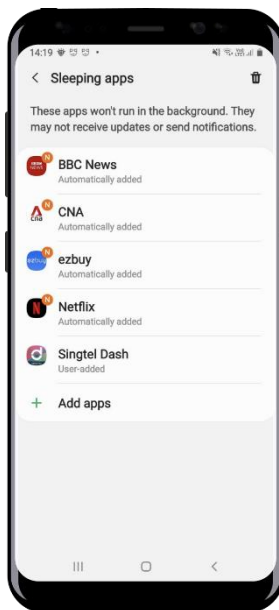 14:19
Sleeping apps
These apps won't run in the background. They
may not receive updates or send notifications.
N
BBC News
Automatically added
N
CNA
cna
Automatically added
ezbuy
ezbuy
Automatically added
N
N
Netflix
Automatically added
Singtel Dash
User-added
+ Add apps